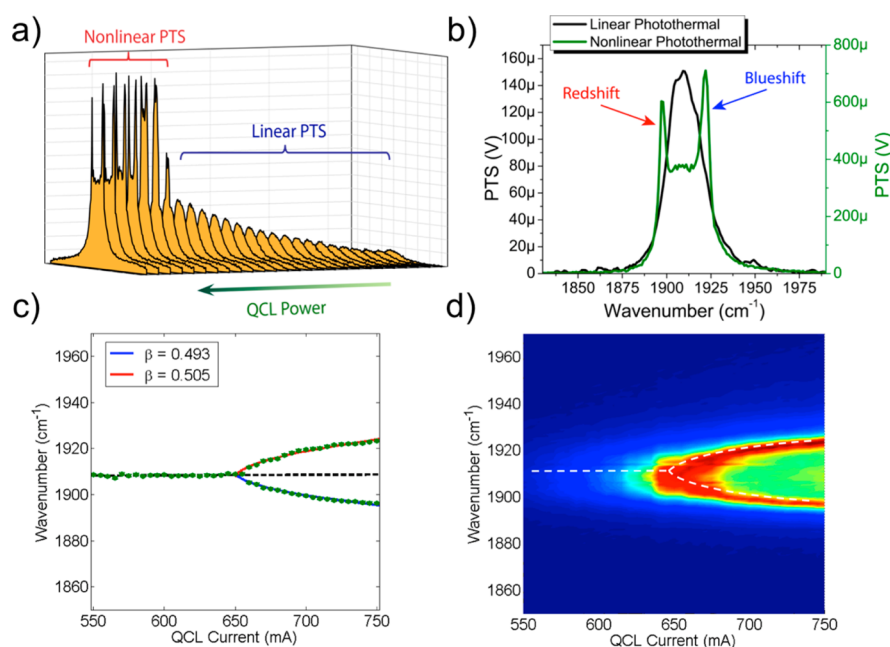 a)
Nonlinear PTS
Linear PTS
QCL Power
b)
Linear Photothermal
Nonlinear Photothermal
160µ
140µ
120µ
100µ
80µ
60µ
40µ
20µ
0
PTS (V)
Redshift
Blueshift
800µ
600µ
400µ
200µ
0
PTS (V)
1850 1875 1900 1925 1950 1975
Wavenumber (cm-1)
c)
β = 0.493
β = 0.505
1960
1940
1920
1900
1880
1860
Wavenumber (cm-1)
550 600 650 700 750
QCL Current (mA)
d)
1960
1940
1920
1900
1880
1860
Wavenumber (cm-1)
550 600 650 700 750
QCL Current (mA)